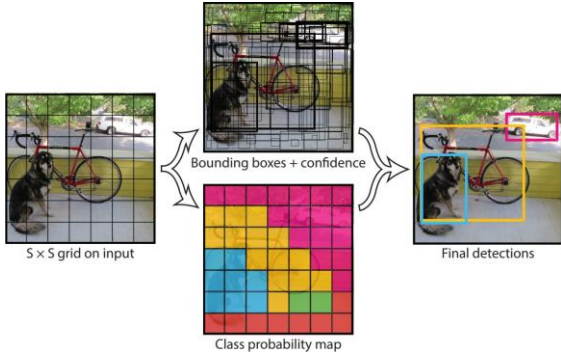 Bounding boxes + confidence
S × S grid on input
Final detections
Class probability map